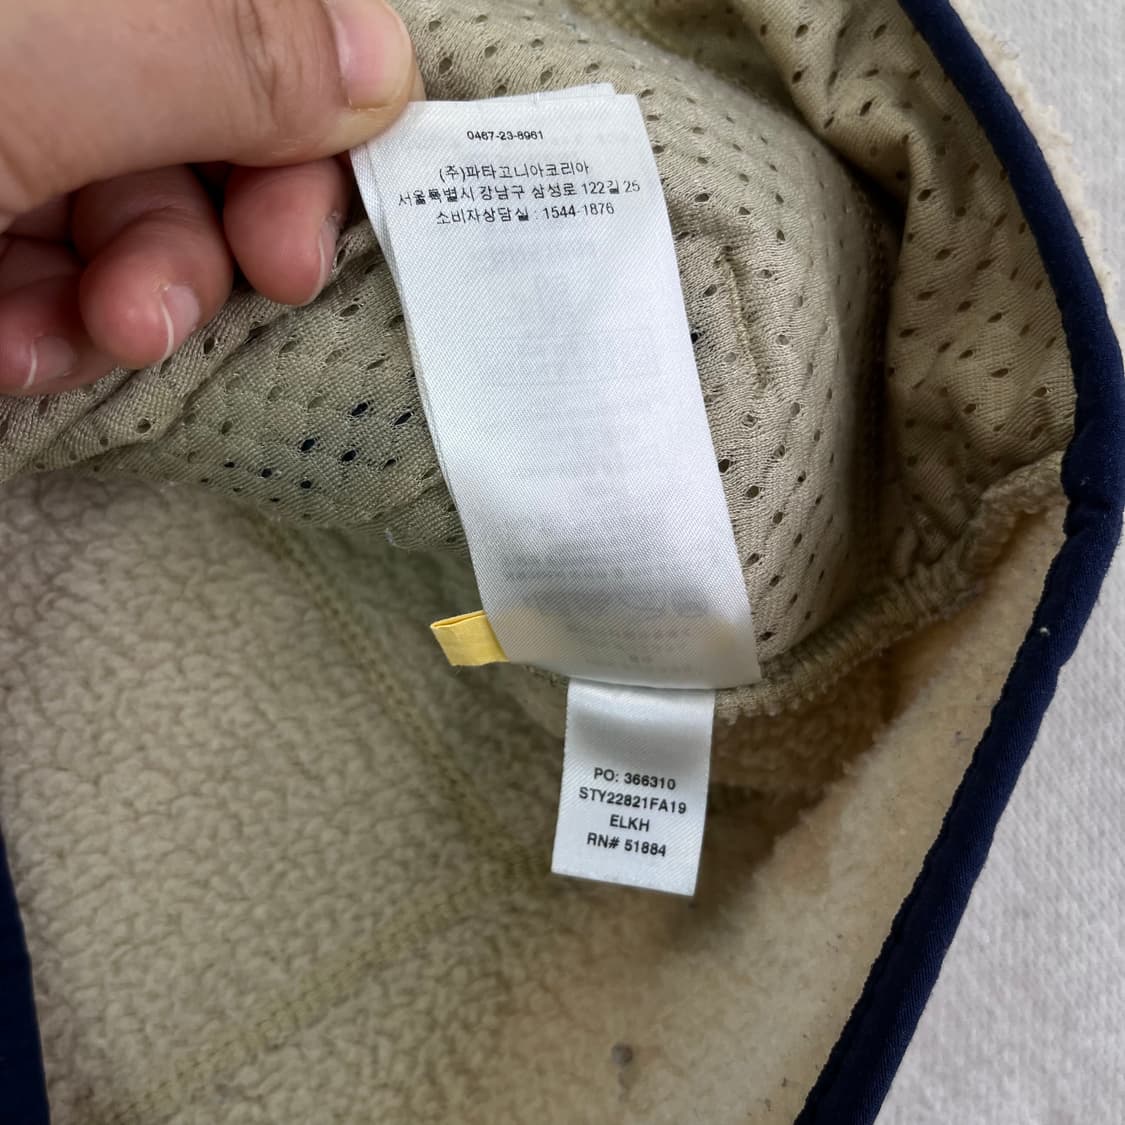 0467-23-8961
(주)파타고니아코리아
서울특별시 강남구 삼성로 122길 25
소비자상담실 : 1544-1876
PO: 366310
STY22821FA19
ELKH
RN# 51884